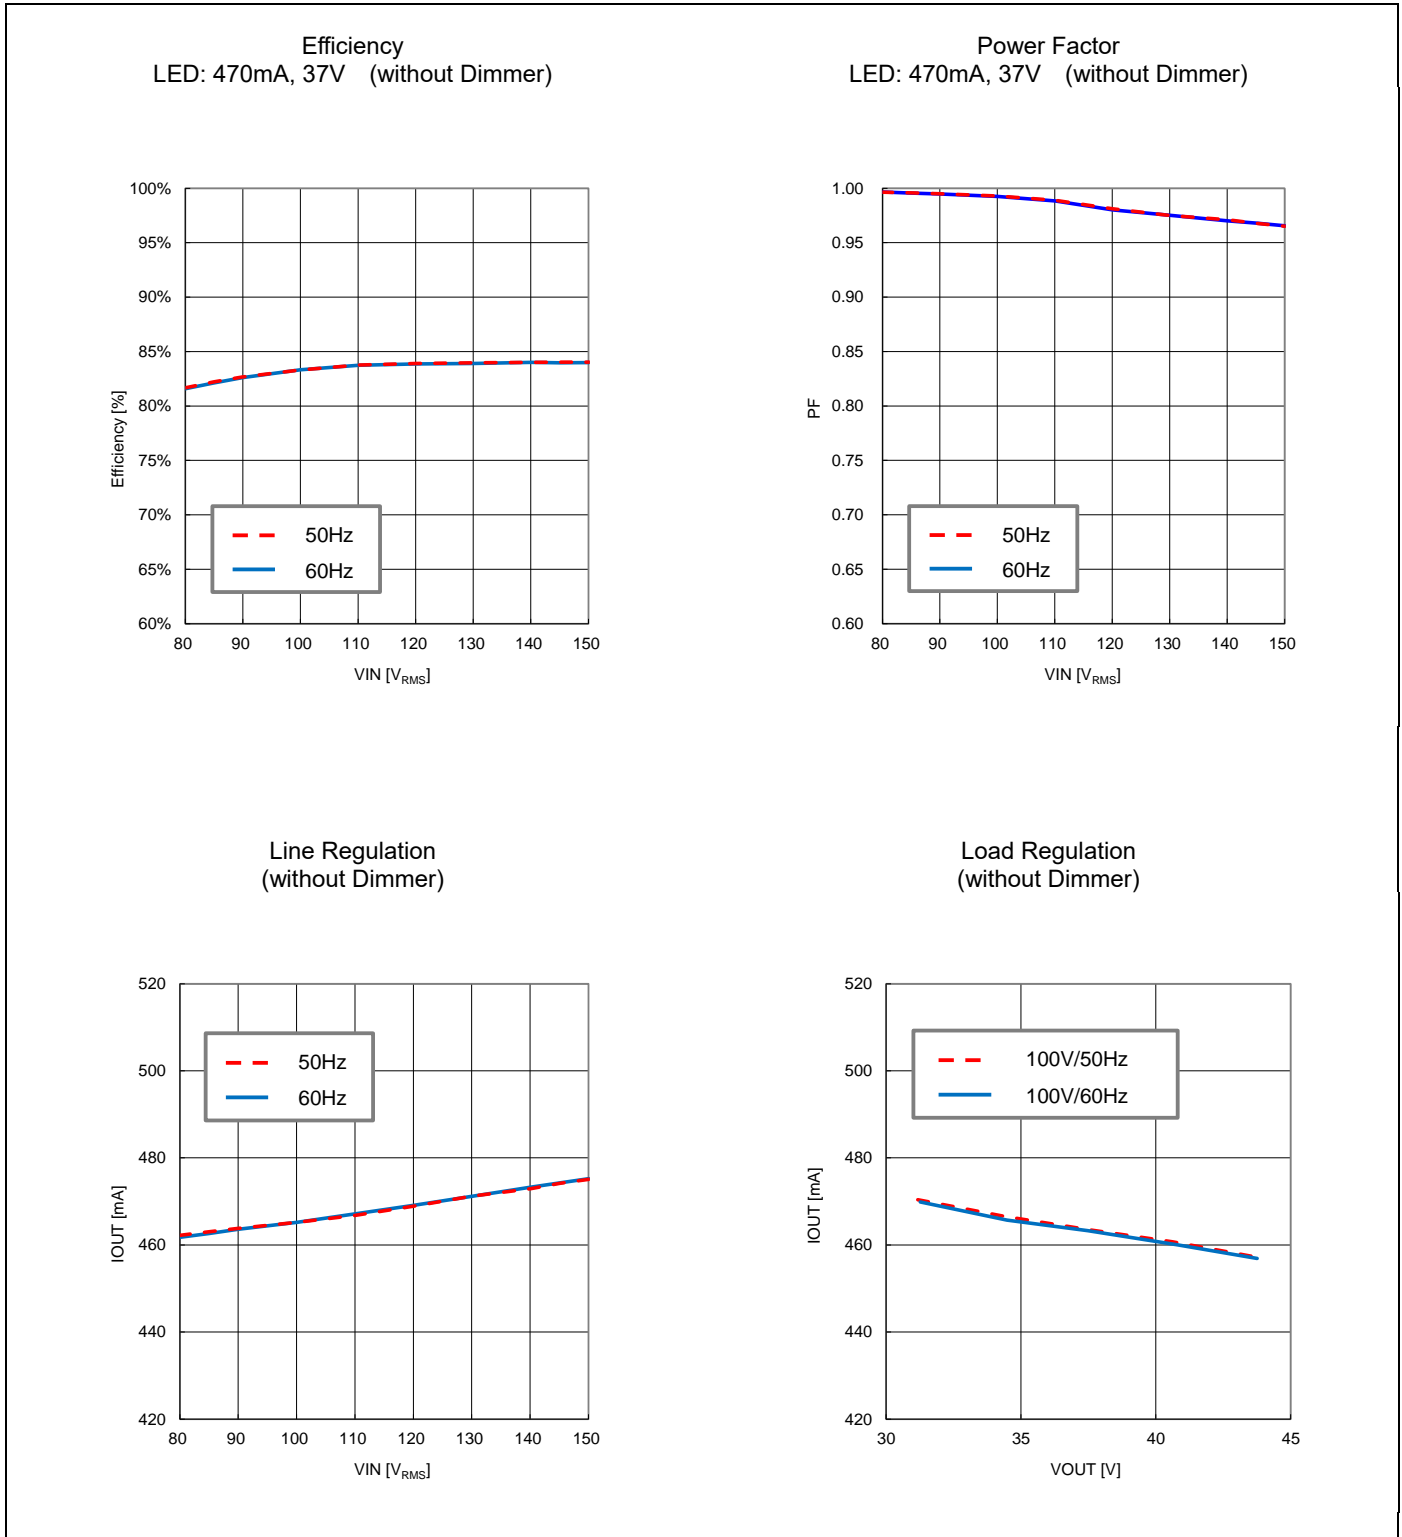 Efficiency
LED: 470mA, 37V (without Dimmer)
100%
95%
90%
85%
80%
75%
70%
65%
60%
Efficiency [%]
50Hz
60Hz
80 90 100 110 120 130 140 150
VIN [VRMS]
Power Factor
LED: 470mA, 37V (without Dimmer)
1.00
0.95
0.90
0.85
0.80
0.75
0.70
0.65
0.60
PF
50Hz
60Hz
80 90 100 110 120 130 140 150
VIN [VRMS]
Line Regulation
(without Dimmer)
520
500
480
460
440
420
IOUT [mA]
50Hz
60Hz
80 90 100 110 120 130 140 150
VIN [VRMS]
Load Regulation
(without Dimmer)
520
500
480
460
440
420
IOUT [mA]
100V/50Hz
100V/60Hz
30 35 40 45
VOUT [V]